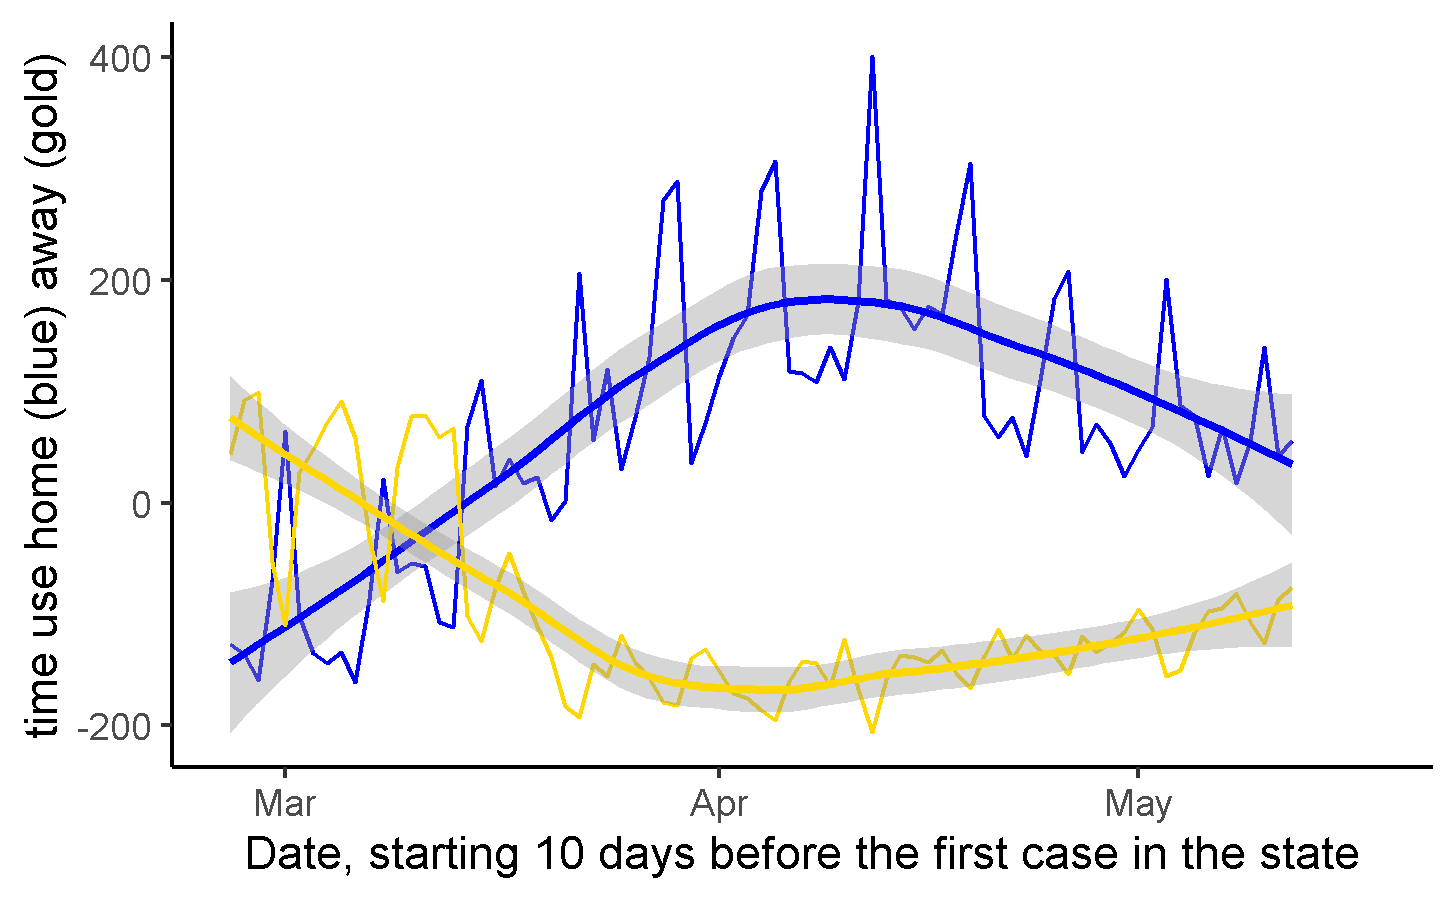 time use home (blue) away (gold)
400
200
0
-200
Mar Apr May
Date, starting 10 days before the first case in the state